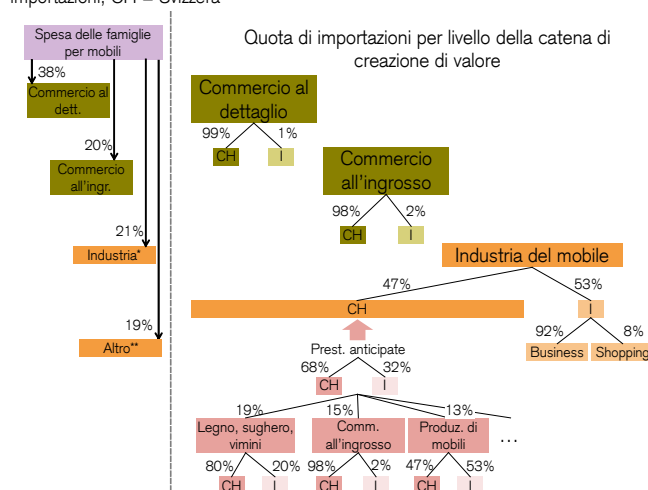 importazioni, CH = Svizzera
Spesa delle famiglie
per mobili
38%
Commercio al
dett.
20%
Commercio
all'ingr.
21%
Industria*
19%
Altro**
Quota di importazioni per livello della catena di
creazione di valore
Commercio al
dettaglio
99%
1%
CH
I
Commercio
all'ingrosso
98%
2%
CH
I
Industria del mobile
47%
53%
CH
I
92%
8%
Business
Shopping
Prest. anticipate
68%
32%
CH
I
19%
15%
13%
Legno, sughero,
vimini
Comm.
all'ingrosso
Produz. di
mobili
...
80%
20%
98%
2%
47%
53%
CH
I
CH
I
CH
I